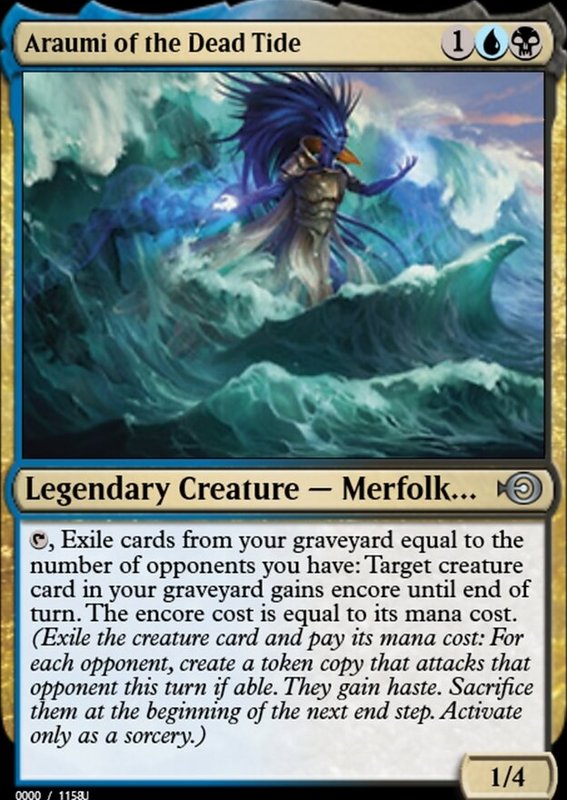 Araumi of the Dead Tide 1
Legendary Creature — Merfolk...
, Exile cards from your graveyard equal to the
number of opponents you have: Target creature
card in your graveyard gains encore until end of
turn. The encore cost is equal to its mana cost.
(Exile the creature card and pay its mana cost: For
each opponent, create a token copy that attacks that
opponent this turn if able. They gain haste. Sacrifice
them at the beginning of the next end step. Activate
only as a sorcery.)
1/4
0000 / 1158U